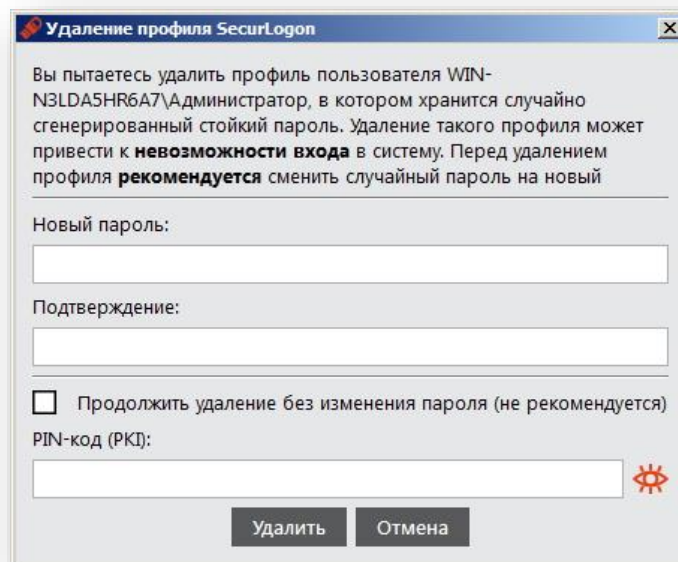 Удаление профиля SecurLogon
Вы пытаетесь удалить профиль пользователя WIN-
N3LDA5HR6A7\Администратор, в котором хранится случайно
сгенерированный стойкий пароль. Удаление такого профиля может
привести к невозможности входа в систему. Перед удалением
профиля рекомендуется сменить случайный пароль на новый
Новый пароль:
Подтверждение:
Продолжить удаление без изменения пароля (не рекомендуется)
PIN-код (PKI):
Удалить Отмена